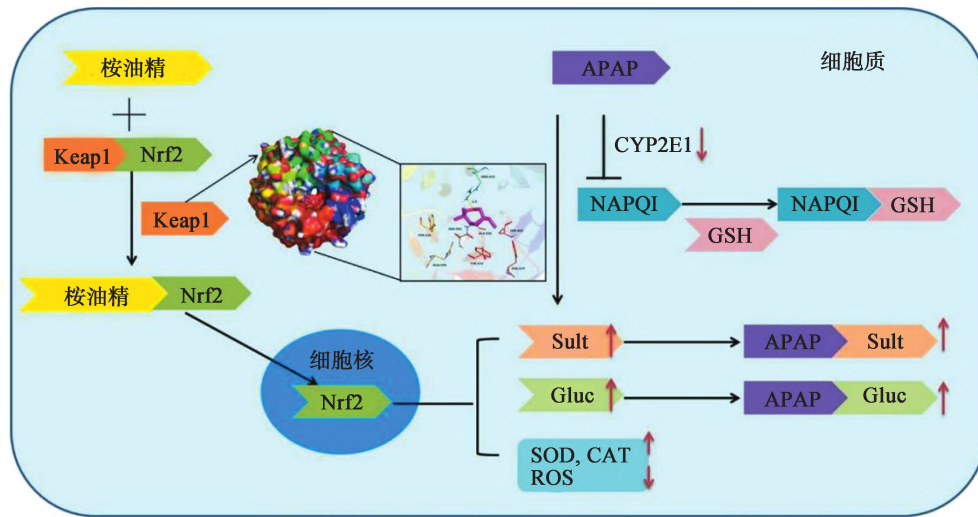 桉油精
APAP
细胞质
Keap1
Nrf2
CYP2E1
Keap1
NAPQI
NAPQI
GSH
GSH
桉油精
Nrf2
细胞核
Nrf2
Sult
APAP
Sult
Gluc
APAP
Gluc
SOD, CAT
ROS